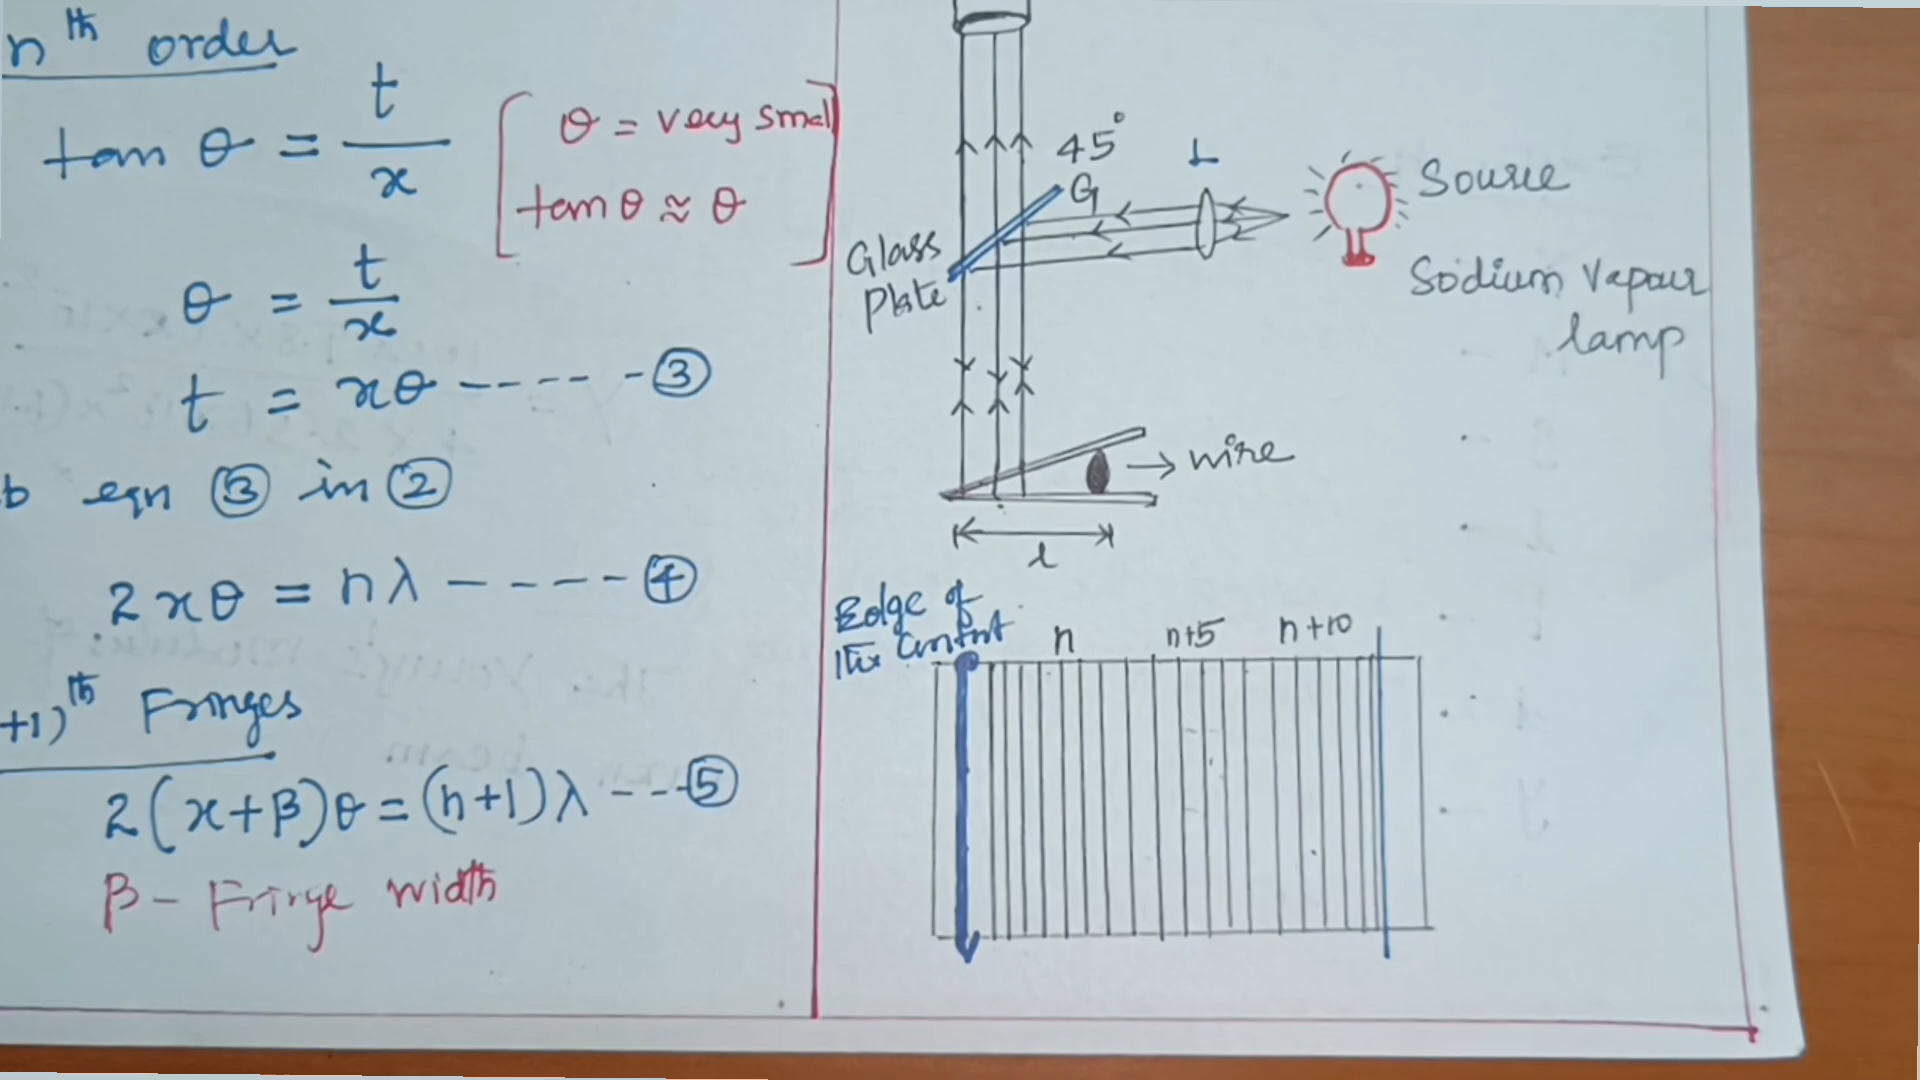 nth order
tan θ = t/x
[θ = very small
tan θ ≈ θ]
θ = t/x
t = xθ ------③
b eqn ③ in ②
2xθ = nλ -----④
+1)th Fringes
2(x+β)θ = (n+1)λ ---⑤
β - Fringe width
45°
G
L
Glass
Plate
Source
Sodium Vapour
lamp
→ wire
l
Edge of
the Contact
n n+5 n+10